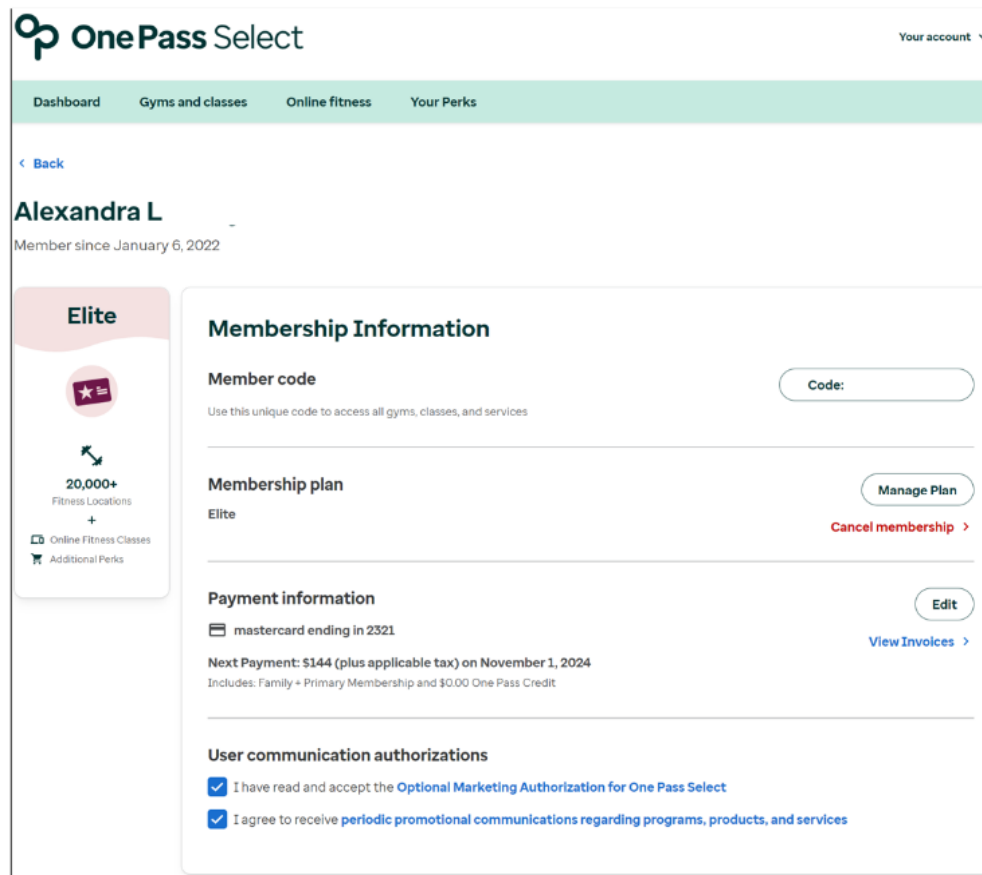 One Pass Select
Your account
Dashboard Gyms and classes Online fitness Your Perks
Back
Alexandra L
Member since January 6, 2022
Elite
20,000+
Fitness Locations
+
Online Fitness Classes
Additional Perks
Membership Information
Member code
Code:
Use this unique code to access all gyms, classes, and services
Membership plan
Manage Plan
Elite
Cancel membership
Payment information
Edit
mastercard ending in 2321
View Invoices
Next Payment: $144 (plus applicable tax) on November 1, 2024
Includes: Family + Primary Membership and $0.00 One Pass Credit
User communication authorizations
I have read and accept the Optional Marketing Authorization for One Pass Select
I agree to receive periodic promotional communications regarding programs, products, and services